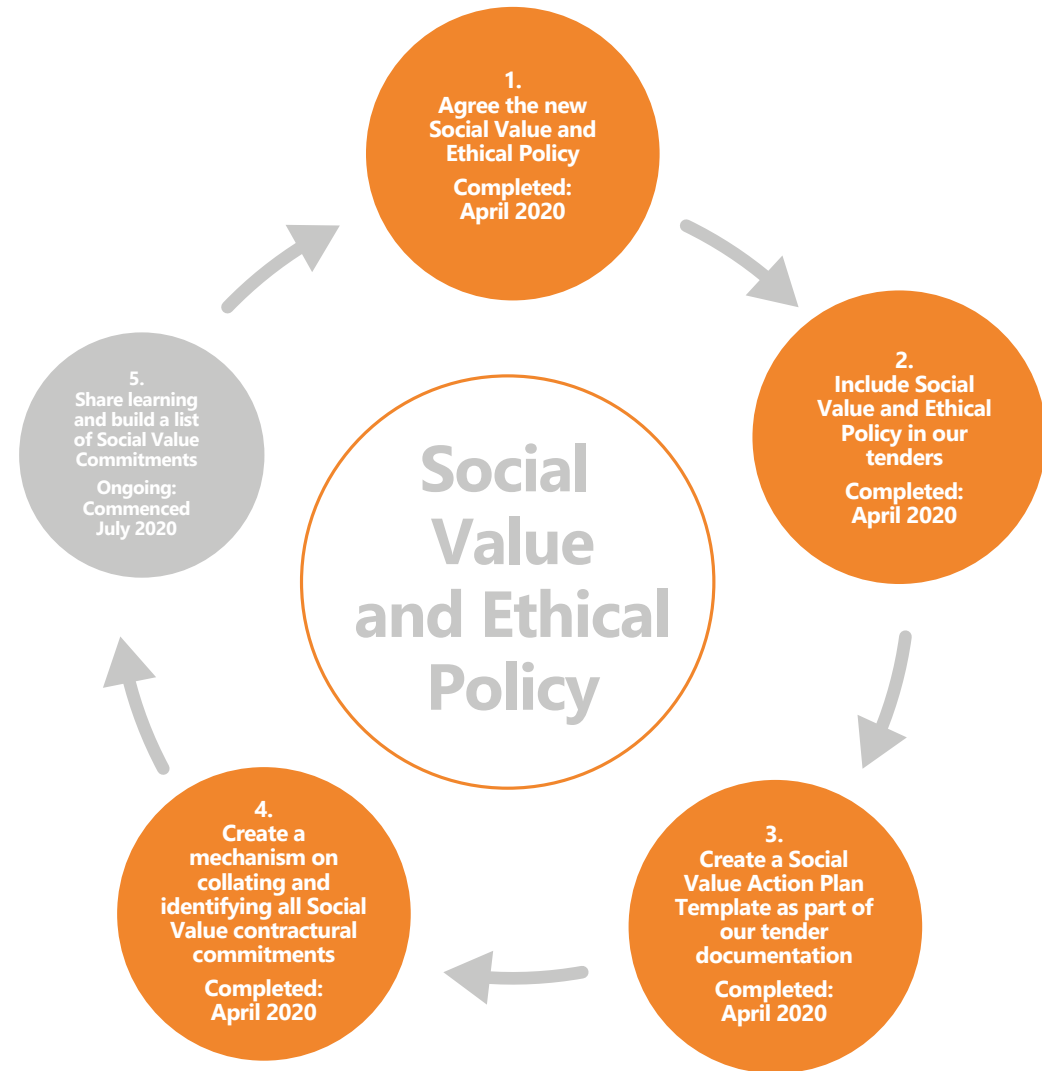 1.
Agree the new
Social Value and
Ethical Policy
Completed:
April 2020
2.
Include Social
Value and Ethical
Policy in our
tenders
Completed:
April 2020
3.
Create a Social
Value Action Plan
Template as part of
our tender
documentation
Completed:
April 2020
4.
Create a
mechanism on
collating and
identifying all Social
Value contractural
commitments
Completed:
April 2020
5.
Share learning
and build a list
of Social Value
Commitments
Ongoing:
Commenced
July 2020
Social
Value
and Ethical
Policy